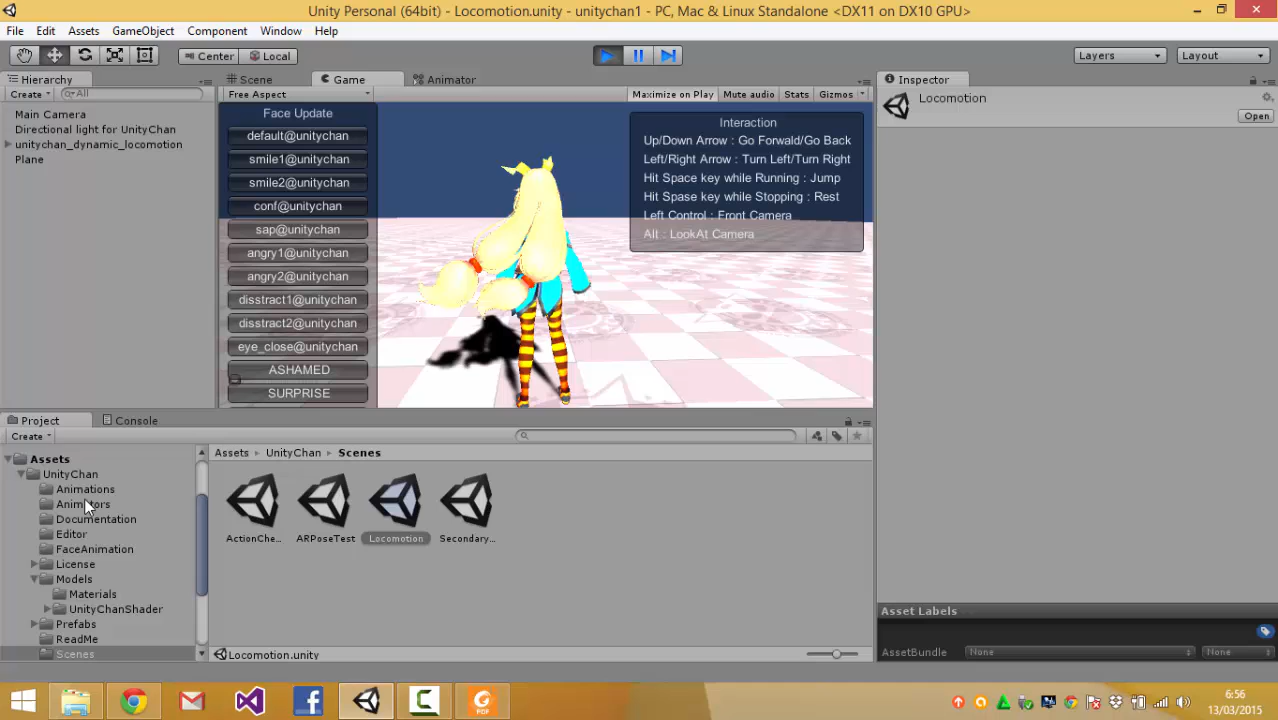 Unity Personal (64bit) - Locomotion.unity - unitychan1 - PC, Mac & Linux Standalone <DX11 on DX10 GPU>
File Edit Assets GameObject Component Window Help
Center Local Layers Layout
Hierarchy Scene Game Animator Inspector
Create All Free Aspect Maximize on Play Mute audio Stats Gizmos
Locomotion
Open
Main Camera
Directional light for UnityChan
unitychan_dynamic_locomotion
Plane
Face Update
default@unitychan
smile1@unitychan
smile2@unitychan
conf@unitychan
sap@unitychan
angry1@unitychan
angry2@unitychan
disstract1@unitychan
disstract2@unitychan
eye_close@unitychan
ASHAMED
SURPRISE
Interaction
Up/Down Arrow : Go Forwald/Go Back
Left/Right Arrow : Turn Left/Turn Right
Hit Space key while Running : Jump
Hit Spase key while Stopping : Rest
Left Control : Front Camera
Alt : LookAt Camera
Project Console
Create
Assets
UnityChan
Animations
Animators
Documentation
Editor
FaceAnimation
License
Models
Materials
UnityChanShader
Prefabs
ReadMe
Scenes
Assets UnityChan Scenes
ActionChe... ARPoseTest Locomotion Secondary...
Locomotion.unity
Asset Labels
AssetBundle None None
PDF
6:56
13/03/2015